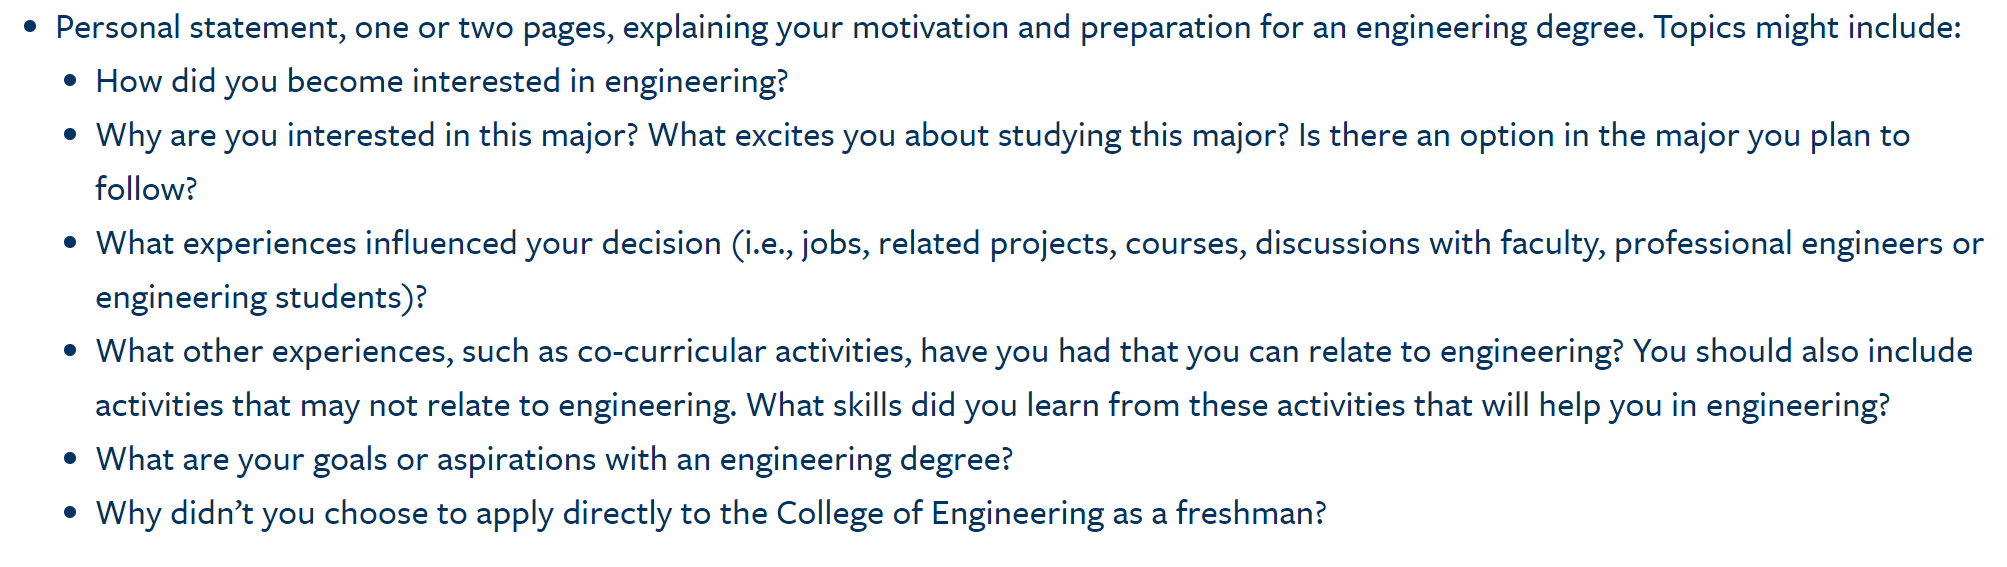 • Personal statement, one or two pages, explaining your motivation and preparation for an engineering degree. Topics might include:
• How did you become interested in engineering?
• Why are you interested in this major? What excites you about studying this major? Is there an option in the major you plan to
follow?
• What experiences influenced your decision (i.e., jobs, related projects, courses, discussions with faculty, professional engineers or
engineering students)?
• What other experiences, such as co-curricular activities, have you had that you can relate to engineering? You should also include
activities that may not relate to engineering. What skills did you learn from these activities that will help you in engineering?
• What are your goals or aspirations with an engineering degree?
• Why didn’t you choose to apply directly to the College of Engineering as a freshman?